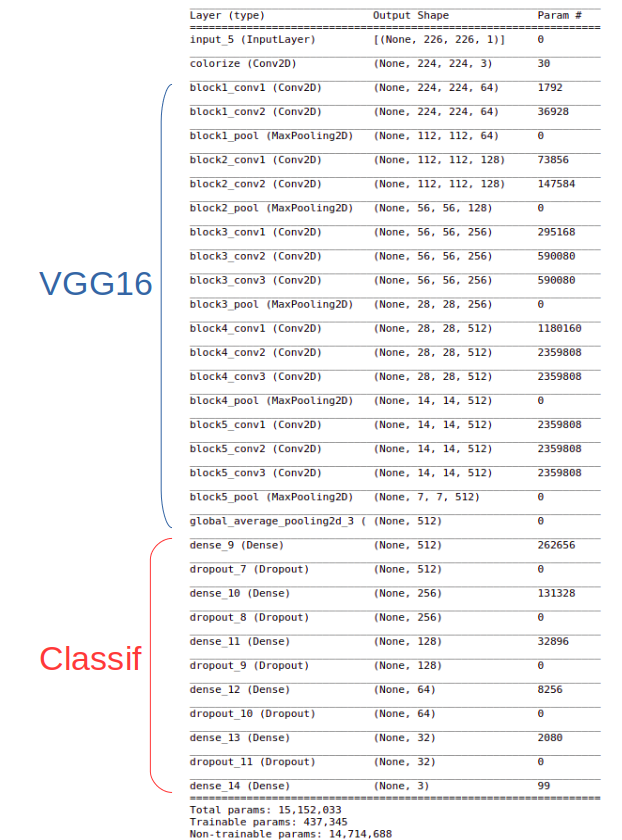 Layer (type) Output Shape Param #
input_5 (InputLayer) [(None, 226, 226, 1)] 0
colorize (Conv2D) (None, 224, 224, 3) 30
block1_conv1 (Conv2D) (None, 224, 224, 64) 1792
block1_conv2 (Conv2D) (None, 224, 224, 64) 36928
block1_pool (MaxPooling2D) (None, 112, 112, 64) 0
block2_conv1 (Conv2D) (None, 112, 112, 128) 73856
block2_conv2 (Conv2D) (None, 112, 112, 128) 147584
block2_pool (MaxPooling2D) (None, 56, 56, 128) 0
block3_conv1 (Conv2D) (None, 56, 56, 256) 295168
block3_conv2 (Conv2D) (None, 56, 56, 256) 590080
VGG16
block3_conv3 (Conv2D) (None, 56, 56, 256) 590080
block3_pool (MaxPooling2D) (None, 28, 28, 256) 0
block4_conv1 (Conv2D) (None, 28, 28, 512) 1180160
block4_conv2 (Conv2D) (None, 28, 28, 512) 2359808
block4_conv3 (Conv2D) (None, 28, 28, 512) 2359808
block4_pool (MaxPooling2D) (None, 14, 14, 512) 0
block5_conv1 (Conv2D) (None, 14, 14, 512) 2359808
block5_conv2 (Conv2D) (None, 14, 14, 512) 2359808
block5_conv3 (Conv2D) (None, 14, 14, 512) 2359808
block5_pool (MaxPooling2D) (None, 7, 7, 512) 0
global_average_pooling2d_3 ( (None, 512) 0
dense_9 (Dense) (None, 512) 262656
dropout_7 (Dropout) (None, 512) 0
dense_10 (Dense) (None, 256) 131328
dropout_8 (Dropout) (None, 256) 0
dense_11 (Dense) (None, 128) 32896
Classif
dropout_9 (Dropout) (None, 128) 0
dense_12 (Dense) (None, 64) 8256
dropout_10 (Dropout) (None, 64) 0
dense_13 (Dense) (None, 32) 2080
dropout_11 (Dropout) (None, 32) 0
dense_14 (Dense) (None, 3) 99
Total params: 15,152,033
Trainable params: 437,345
Non-trainable params: 14,714,688